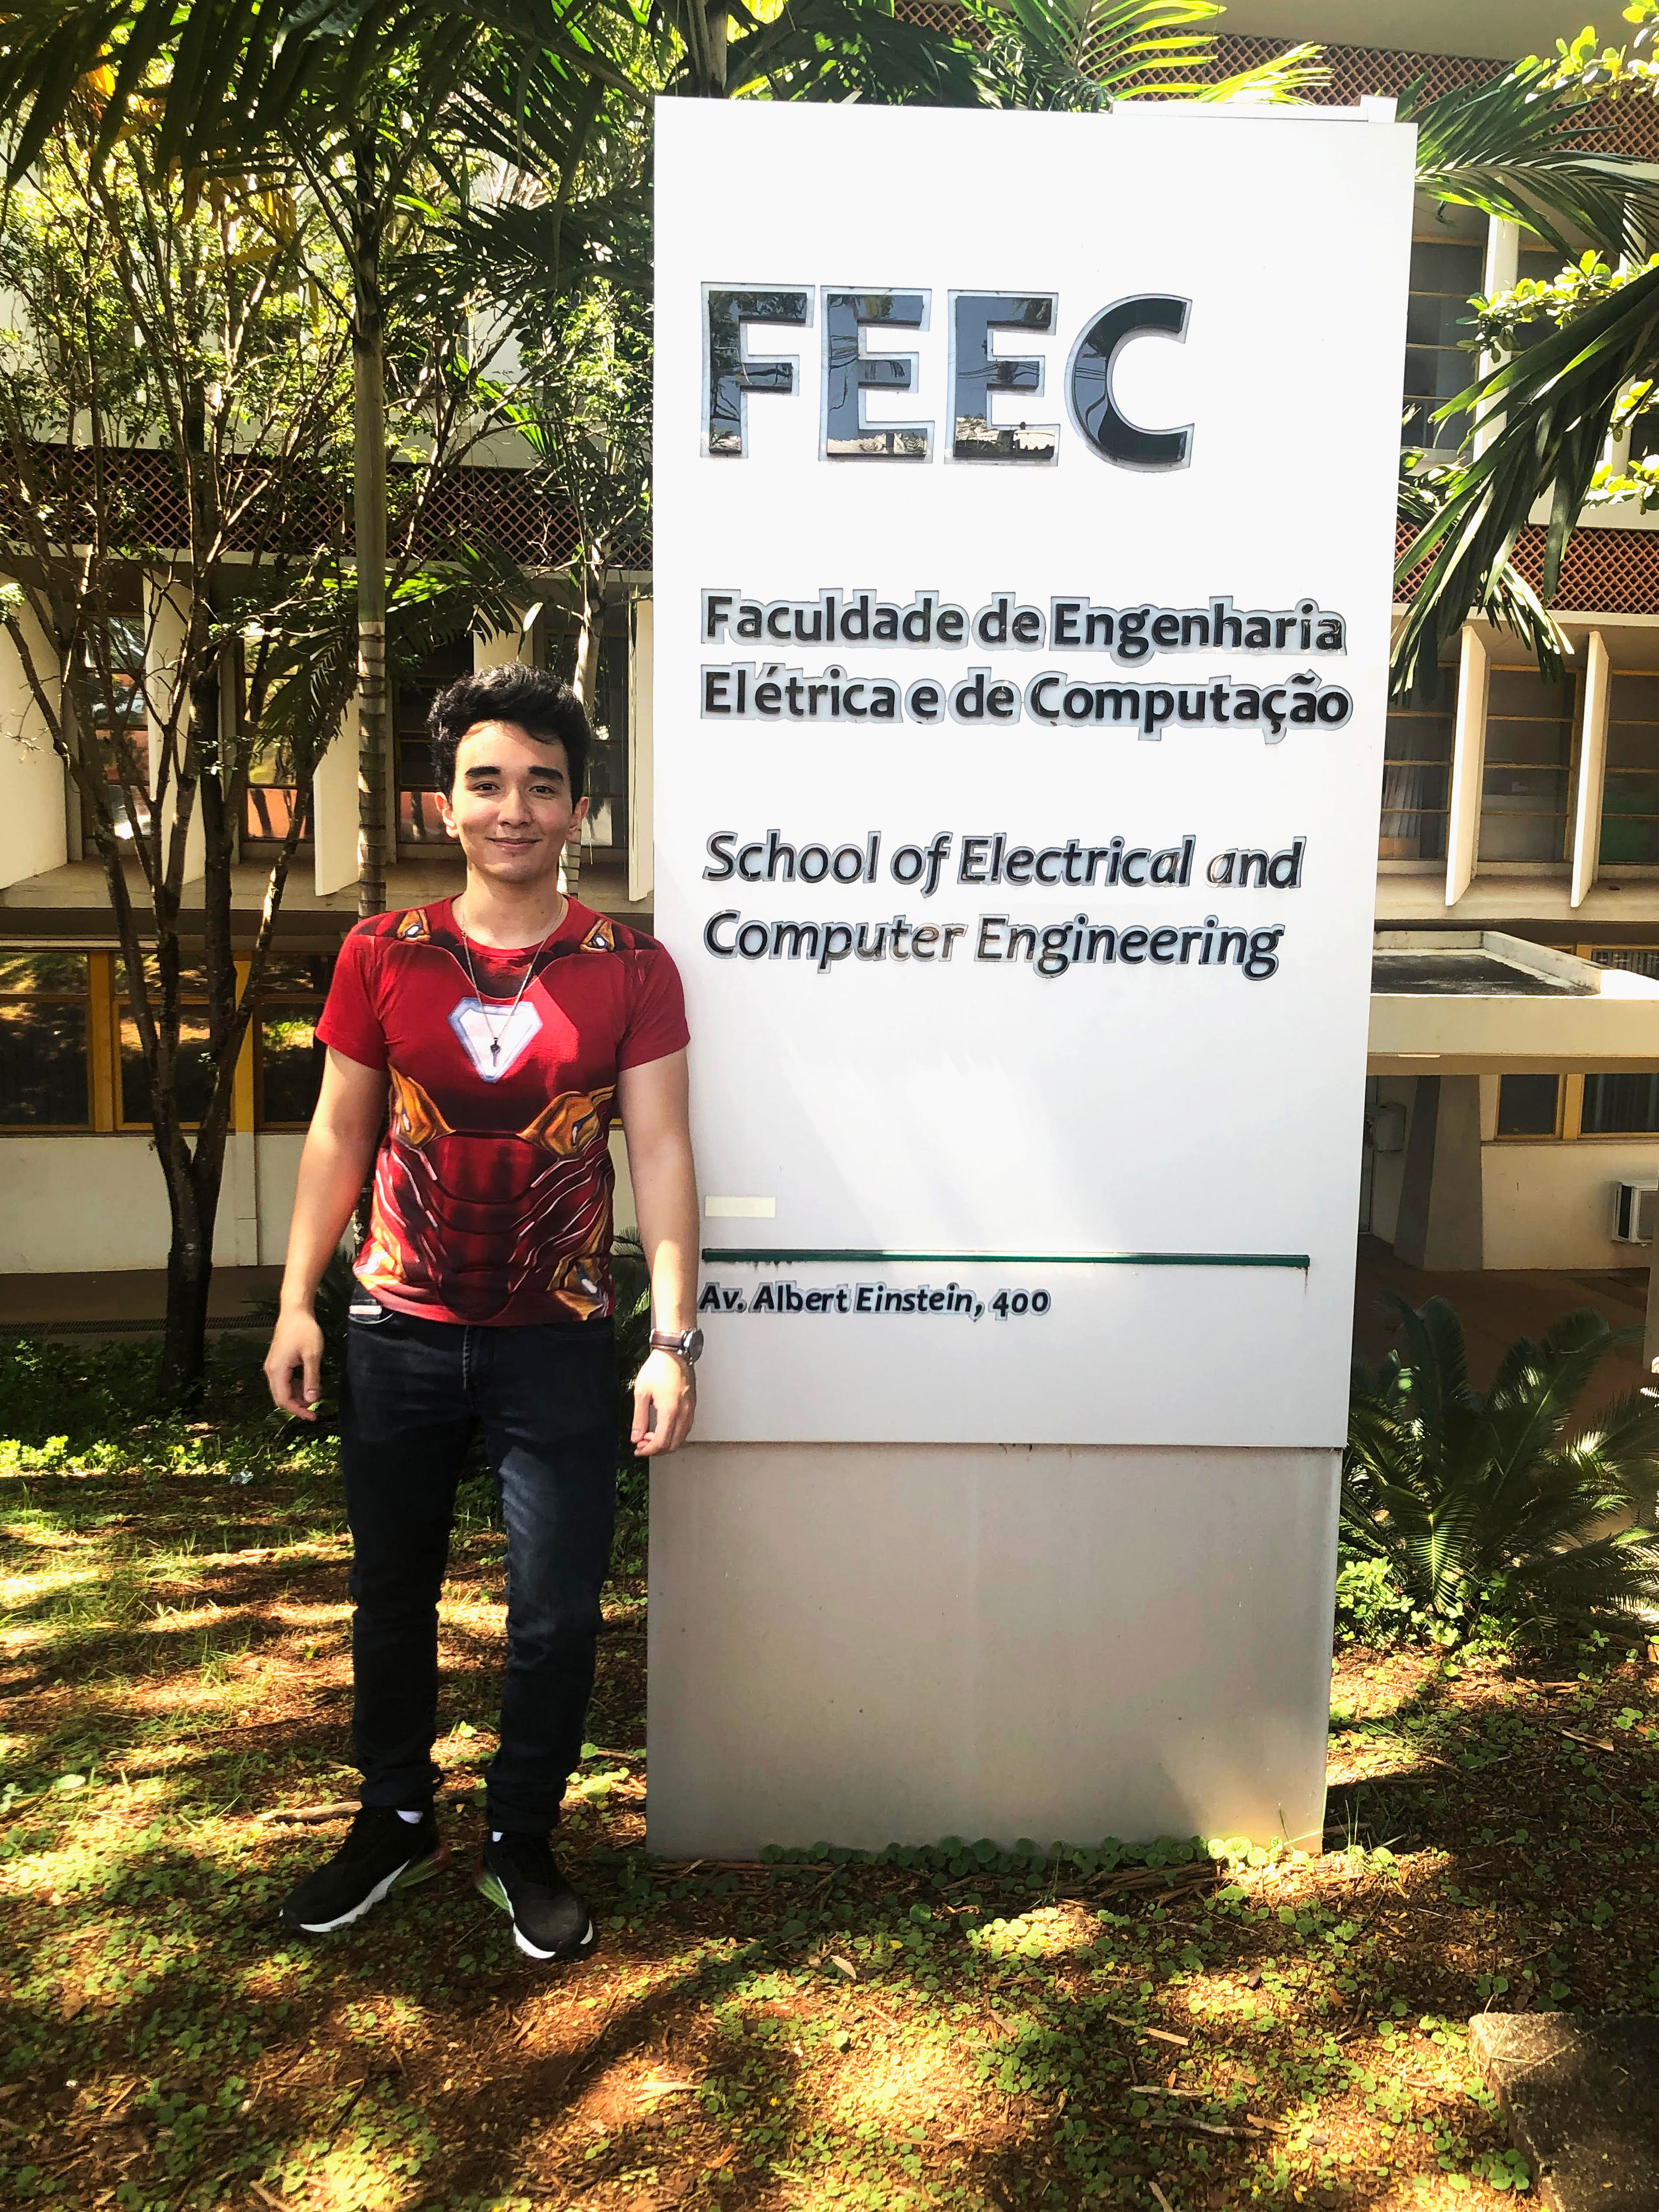 FEEC
Faculdade de Engenharia
Elétrica e de Computação
School of Electrical and
Computer Engineering
Av. Albert Einstein, 400